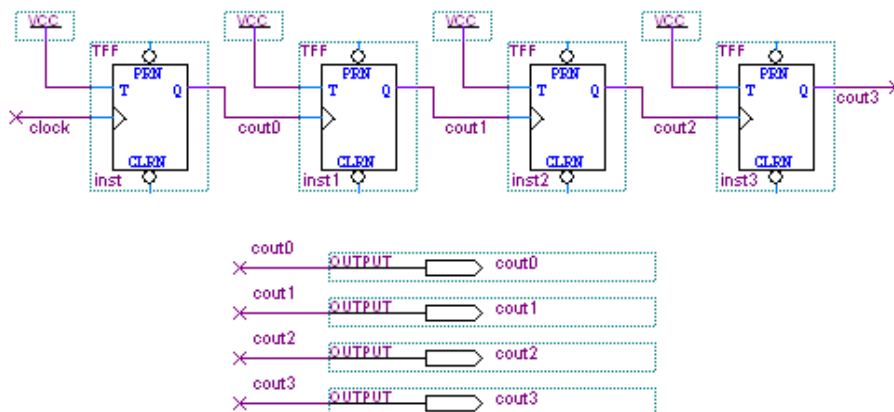 VCC VCC VCC VCC
TFF TFF TFF TFF
PRN PRN PRN PRN
T Q T Q T Q T Q
clock cout0 cout1 cout2 cout3
CLRN CLRN CLRN CLRN
inst inst1 inst2 inst3
cout0 OUTPUT cout0
cout1 OUTPUT cout1
cout2 OUTPUT cout2
cout3 OUTPUT cout3